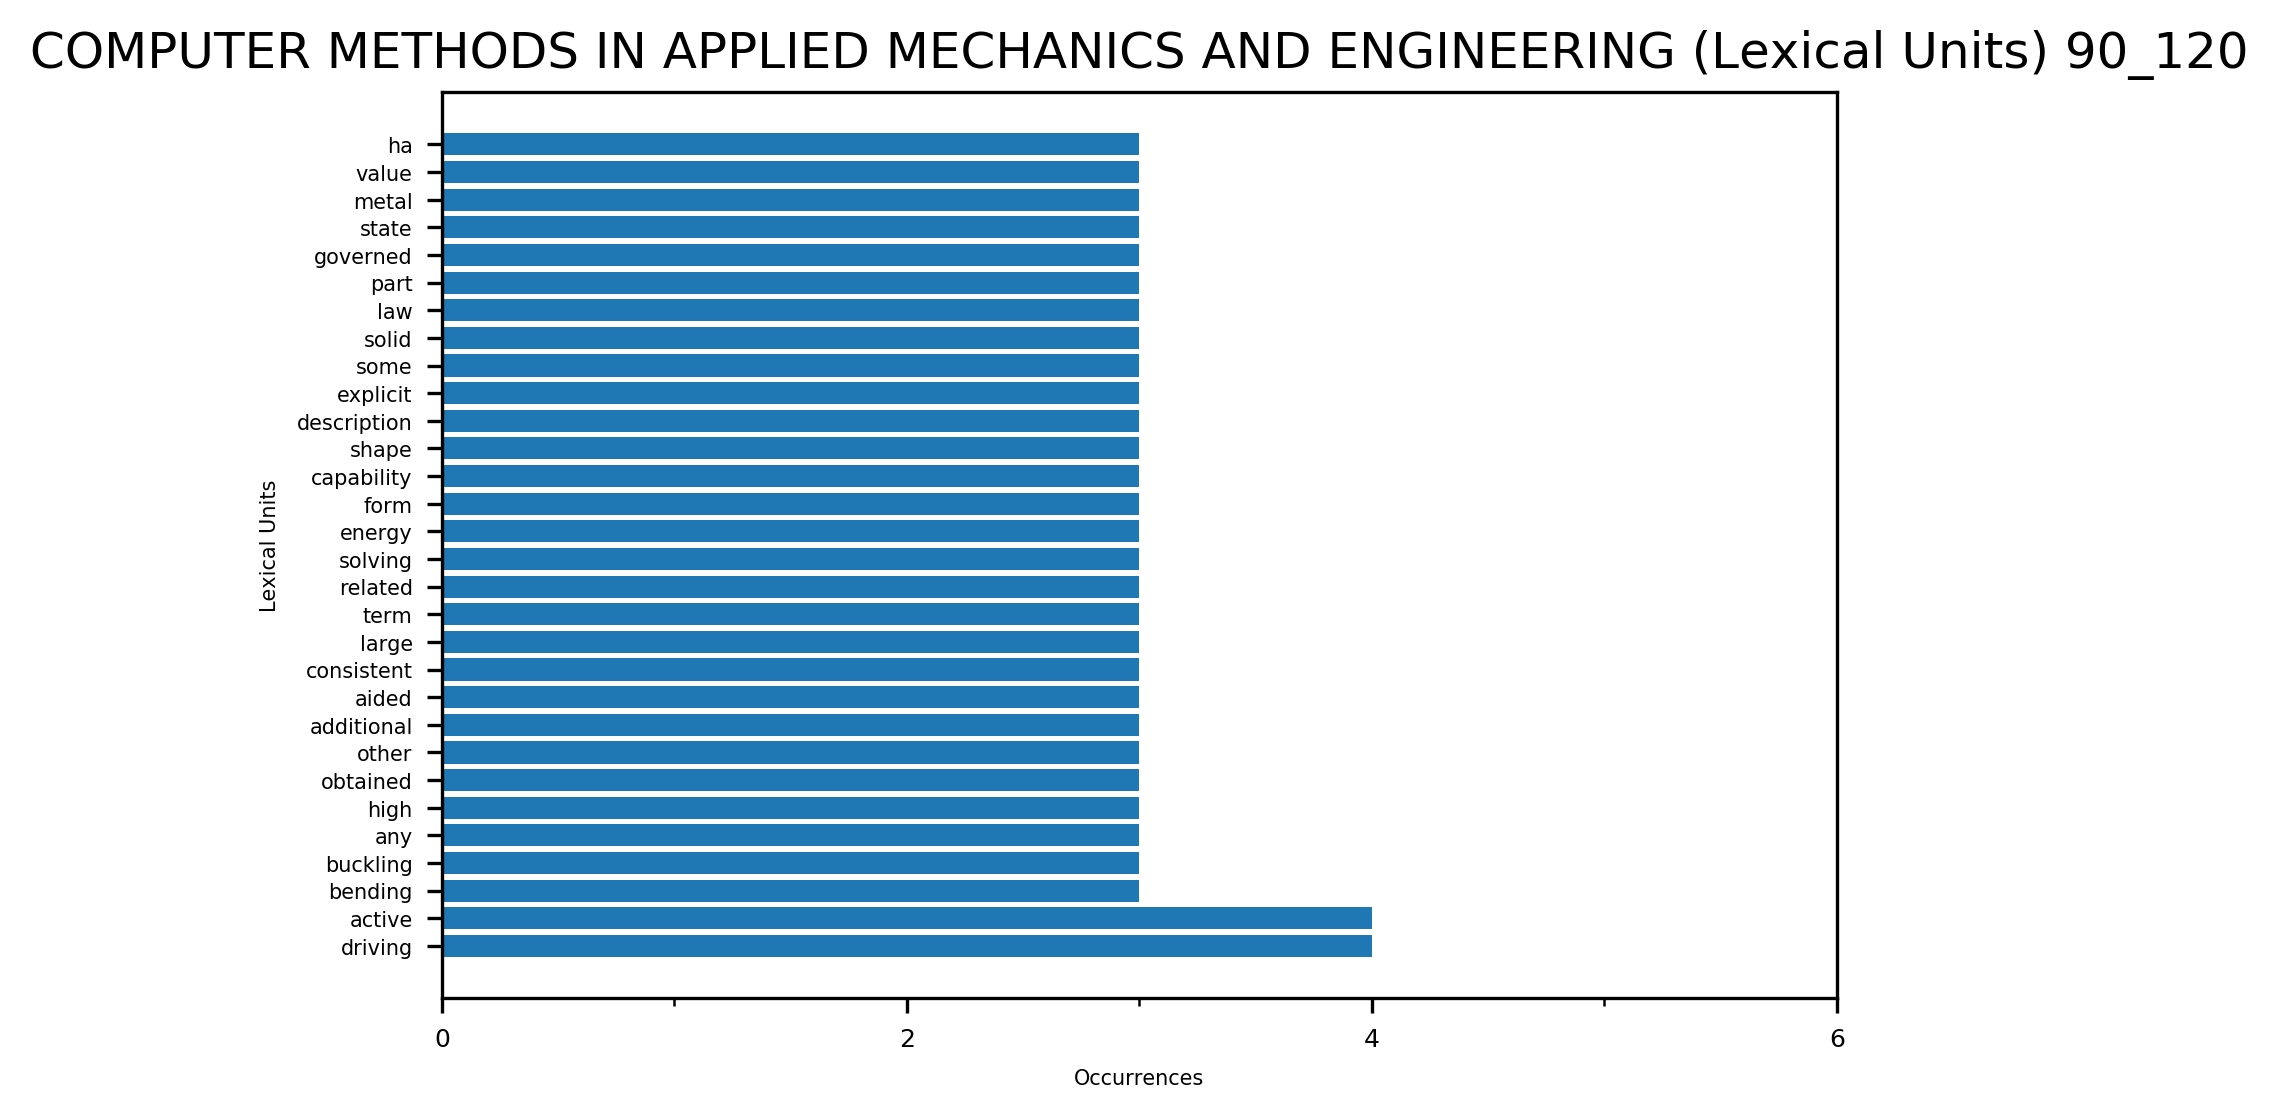 COMPUTER METHODS IN APPLIED MECHANICS AND ENGINEERING (Lexical Units) 90_120
ha
value
metal
state
governed
part
law
solid
some
explicit
description
shape
capability
form
energy
solving
related
term
large
consistent
aided
additional
other
obtained
high
any
buckling
bending
active
driving
Lexical Units
0 2 4 6
Occurrences